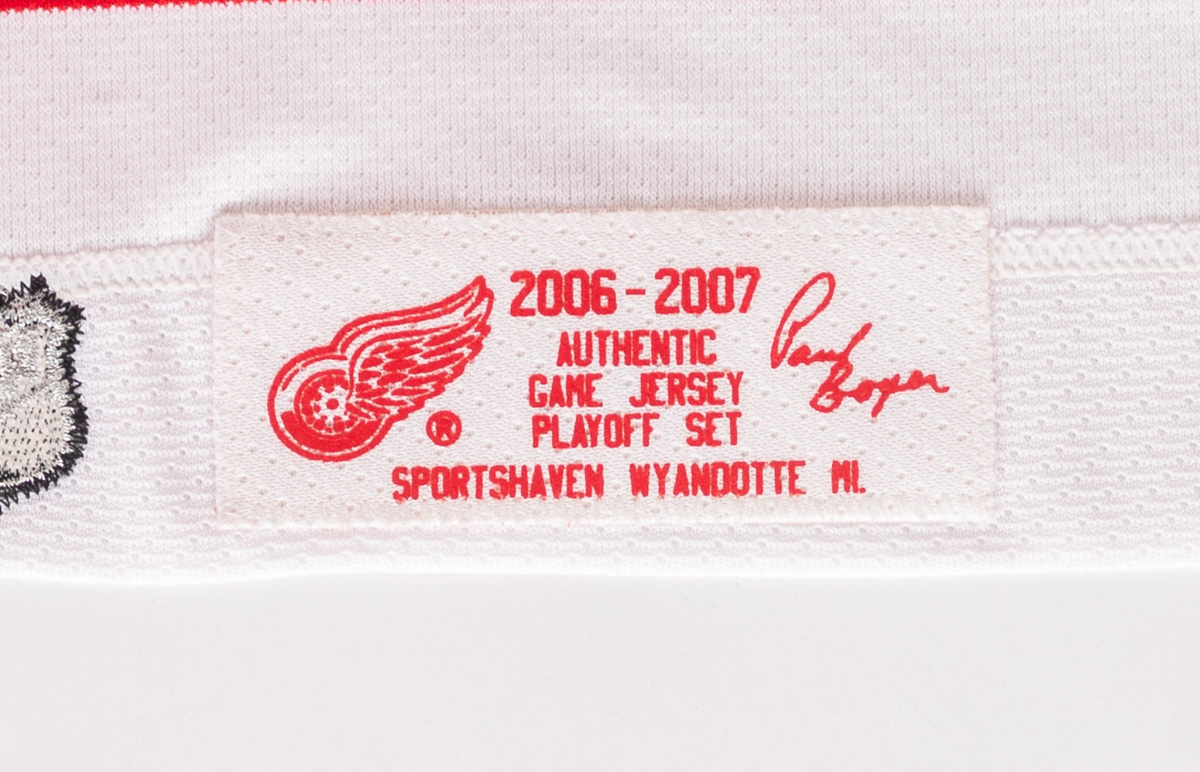 2006-2007
AUTHENTIC
GAME JERSEY
PLAYOFF SET
SPORTSHAVEN WYANDOTTE MI.
Paul
Boyer
®